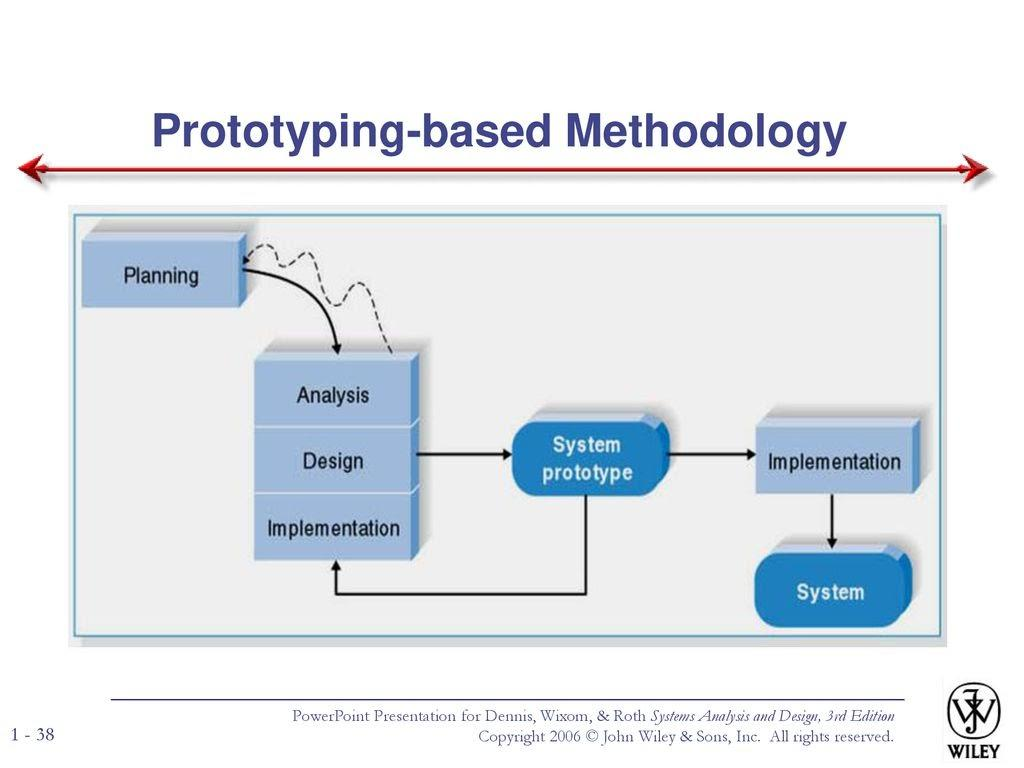 Prototyping-based Methodology
Planning
Analysis
Design
Implementation
System
prototype
Implementation
System
PowerPoint Presentation for Dennis, Wixom, & Roth Systems Analysis and Design, 3rd Edition
Copyright 2006 © John Wiley & Sons, Inc.  All rights reserved.
1 - 38
WILEY